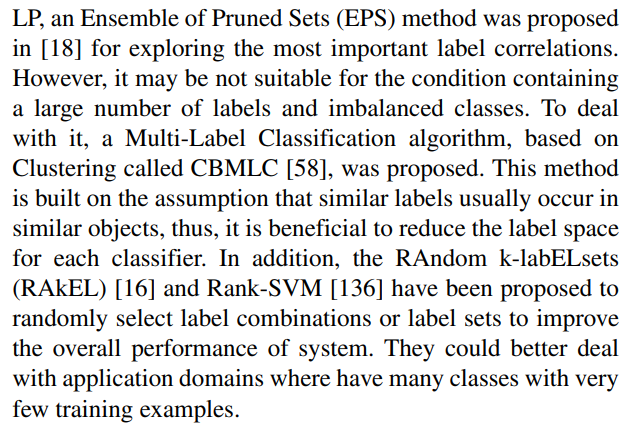 LP, an Ensemble of Pruned Sets (EPS) method was proposed
in [18] for exploring the most important label correlations.
However, it may be not suitable for the condition containing
a large number of labels and imbalanced classes. To deal
with it, a Multi-Label Classification algorithm, based on
Clustering called CBMLC [58], was proposed. This method
is built on the assumption that similar labels usually occur in
similar objects, thus, it is beneficial to reduce the label space
for each classifier. In addition, the RAndom k-labELsets
(RAkEL) [16] and Rank-SVM [136] have been proposed to
randomly select label combinations or label sets to improve
the overall performance of system. They could better deal
with application domains where have many classes with very
few training examples.